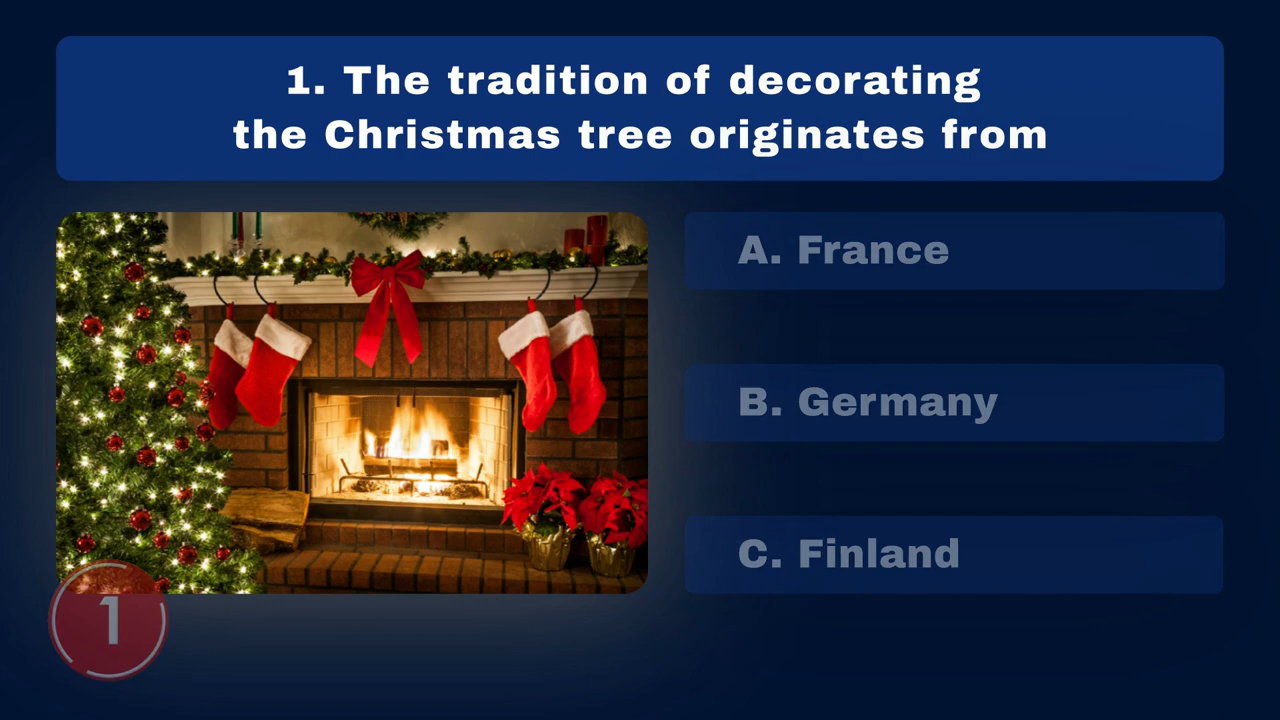 1. The tradition of decorating
the Christmas tree originates from
A. France
B. Germany
C. Finland
1